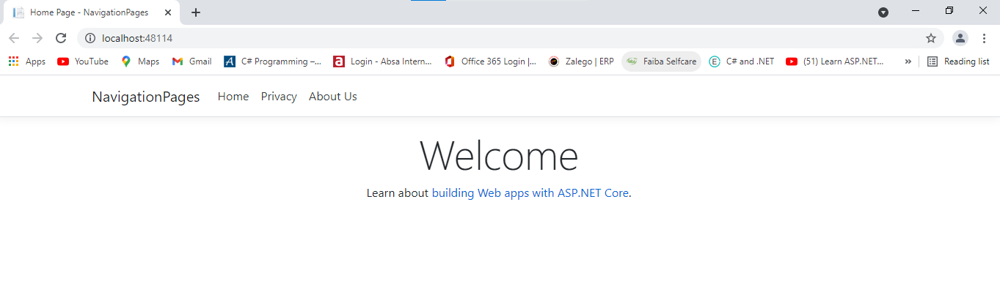 Home Page - NavigationPages
localhost:48114
Apps YouTube Maps Gmail C# Programming –... Login - Absa Intern... Office 365 Login |... Zalego | ERP Faiba Selfcare C# and .NET (51) Learn ASP.NET... » Reading list
NavigationPages Home Privacy About Us
Welcome
Learn about building Web apps with ASP.NET Core.